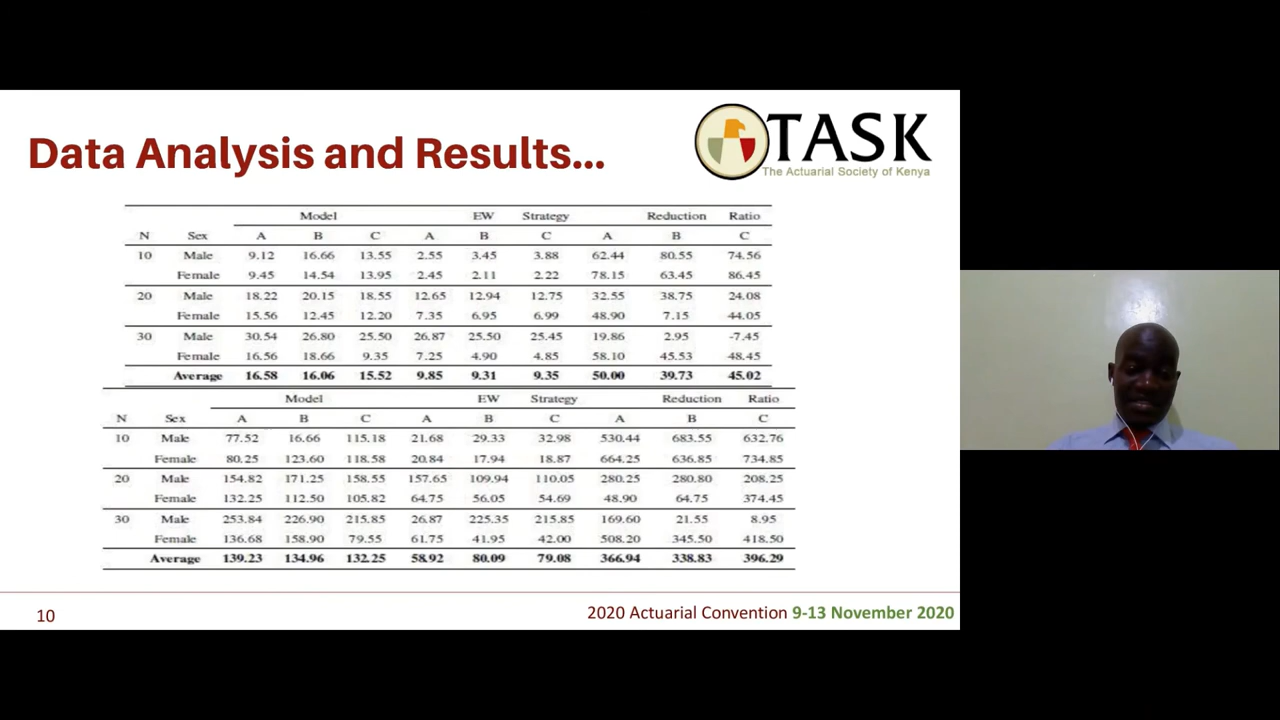 Data Analysis and Results...
TASK
The Actuarial Society of Kenya
Model EW Strategy Reduction Ratio
N Sex A B C A B C A B C
10 Male 9.12 16.66 13.55 2.55 3.45 3.88 62.44 80.55 74.56
Female 9.45 14.54 13.95 2.45 2.11 2.22 78.15 63.45 86.45
20 Male 18.22 20.15 18.55 12.65 12.94 12.75 32.55 38.75 24.08
Female 15.56 12.45 12.20 7.35 6.95 6.99 48.90 7.15 44.05
30 Male 30.54 26.80 25.50 26.87 25.50 25.45 19.86 2.95 -7.45
Female 16.56 18.66 9.35 7.25 4.90 4.85 58.10 45.53 48.45
Average 16.58 16.06 15.52 9.85 9.31 9.35 50.00 39.73 45.02
Model EW Strategy Reduction Ratio
N Sex A B C A B C A B C
10 Male 77.52 16.66 115.18 21.68 29.33 32.98 530.44 683.55 632.76
Female 80.25 123.60 118.58 20.84 17.94 18.87 664.25 636.85 734.85
20 Male 154.82 171.25 158.55 157.65 109.94 110.05 280.25 280.80 208.25
Female 132.25 112.50 105.82 64.75 56.05 54.69 48.90 64.75 374.45
30 Male 253.84 226.90 215.85 26.87 225.35 215.85 169.60 21.55 8.95
Female 136.68 158.90 79.55 61.75 41.95 42.00 508.20 345.50 418.50
Average 139.23 134.96 132.25 58.92 80.09 79.08 366.94 338.83 396.29
10
2020 Actuarial Convention 9-13 November 2020